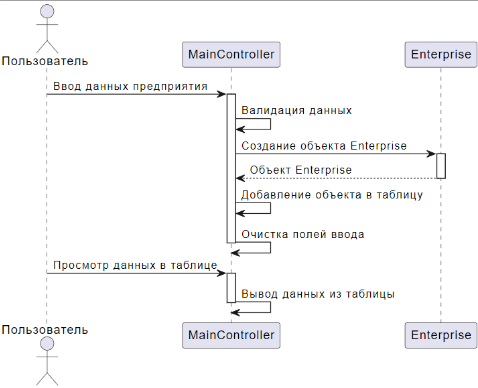 Пользователь
MainController
Enterprise
Ввод данных предприятия
Валидация данных
Создание объекта Enterprise
Объект Enterprise
Добавление объекта в таблицу
Очистка полей ввода
Просмотр данных в таблице
Вывод данных из таблицы
Пользователь
MainController
Enterprise